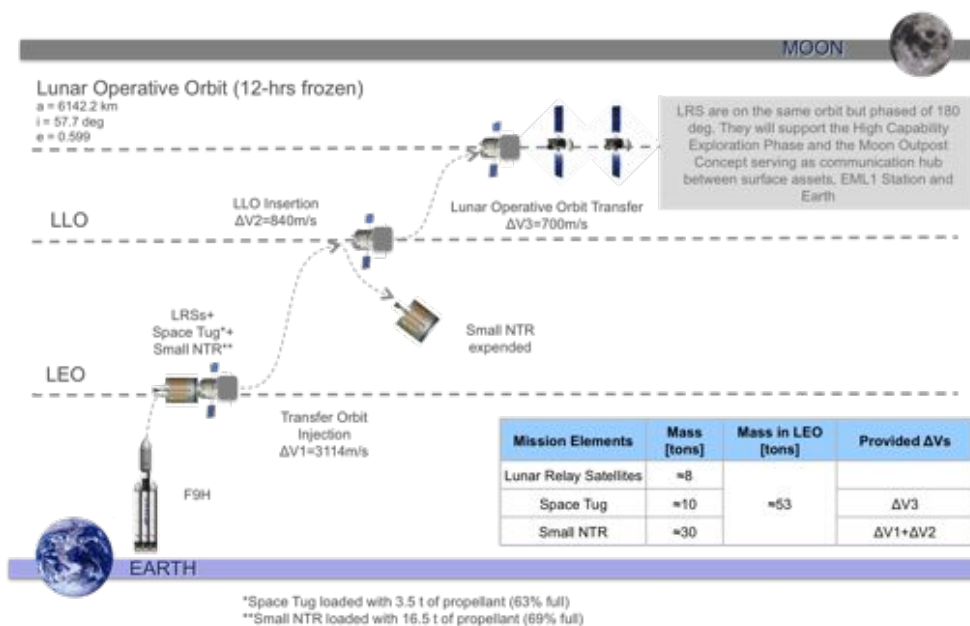 MOON
Lunar Operative Orbit (12-hrs frozen)
a = 6142.2 km
i = 57.7 deg
e = 0.599
LRS are on the same orbit but phased of 180
deg. They will support the High Capability
Exploration Phase and the Moon Outpost
Concept serving as communication hub
between surface assets, EML1 Station and
Earth
LLO Insertion
ΔV2=840m/s
Lunar Operative Orbit Transfer
ΔV3=700m/s
LLO
LRSs+
Space Tug*+
Small NTR**
Small NTR
expended
LEO
Transfer Orbit
Injection
ΔV1=3114m/s
F9H
Mission Elements Mass [tons] Mass in LEO [tons] Provided ΔVs
Lunar Relay Satellites ≈8
Space Tug ≈10 ≈53 ΔV3
Small NTR ≈30 ΔV1+ΔV2
EARTH
*Space Tug loaded with 3.5 t of propellant (63% full)
**Small NTR loaded with 16.5 t of propellant (69% full)